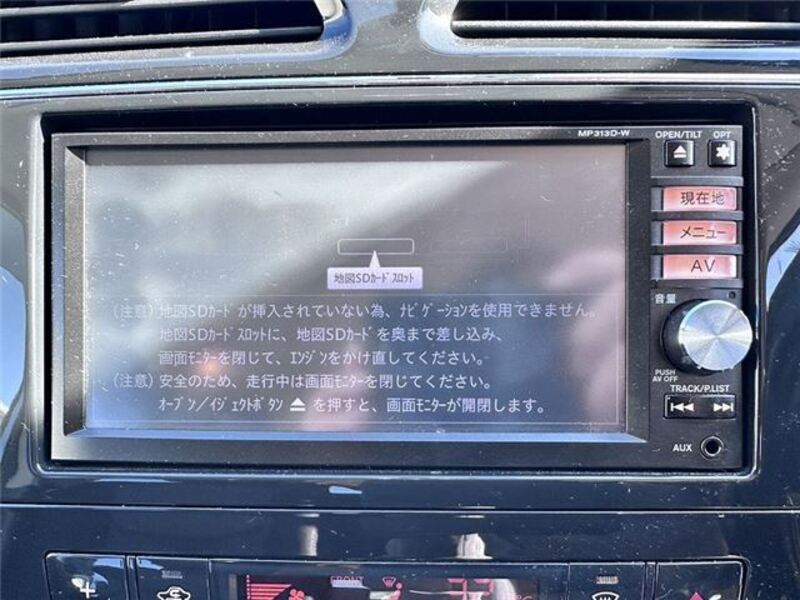 MP313D-W
OPEN/TILT
OPT
現在地
メニュー
AV
音量
PUSH
AV OFF
TRACK/P.LIST
AUX
地図SDｶｰﾄﾞｽﾛｯﾄ
(注意) 地図SDｶｰﾄﾞが挿入されていない為、ﾅﾋﾞｹﾞｰｼｮﾝを使用できません。
地図SDｶｰﾄﾞｽﾛｯﾄに、地図SDｶｰﾄﾞを奥まで差し込み、
画面ﾓﾆﾀｰを閉じて、ｴﾝｼﾞﾝをかけ直してください。
(注意) 安全のため、走行中は画面ﾓﾆﾀｰを閉じてください。
ｵｰﾌﾟﾝ／ｲｼﾞｪｸﾄﾎﾞﾀﾝ ⏏ を押すと、画面ﾓﾆﾀｰが開閉します。
FRONT